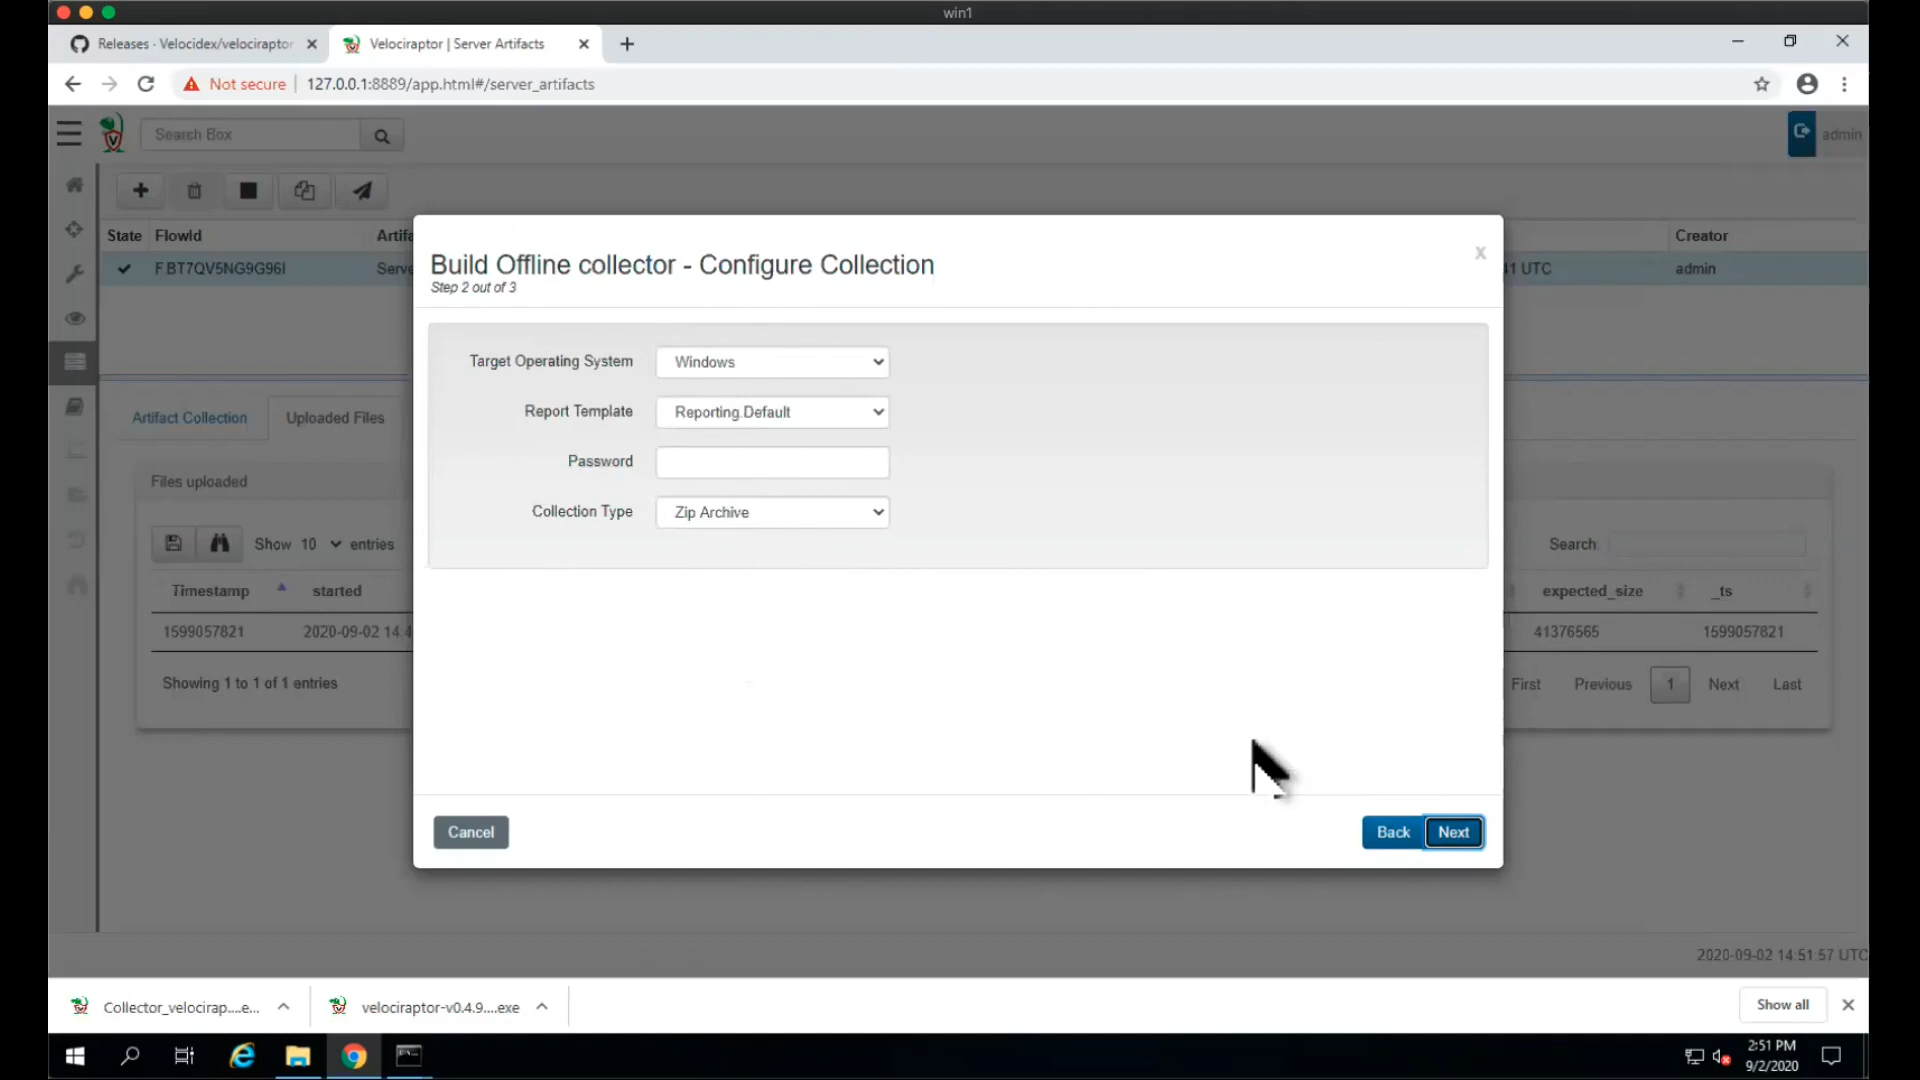 win1
Releases · Velocidex/velociraptor
Velociraptor | Server Artifacts
Not secure
127.0.0.1:8889/app.html#/server_artifacts
Search Box
admin
State
FlowId
Artifa
Creator
F.BT7QV5NG9G96I
Serve
41 UTC
admin
Build Offline collector - Configure Collection
Step 2 out of 3
x
Target Operating System
Windows
Report Template
Reporting.Default
Password
Collection Type
Zip Archive
Artifact Collection
Uploaded Files
Files uploaded
Show 10 entries
Search:
Timestamp
started
expected_size
_ts
1599057821
2020-09-02 14:4
41376565
1599057821
Showing 1 to 1 of 1 entries
First
Previous
1
Next
Last
Cancel
Back
Next
2020-09-02 14:51:57 UTC
Collector_velocirap....e...
velociraptor-v0.4.9....exe
Show all
2:51 PM
9/2/2020